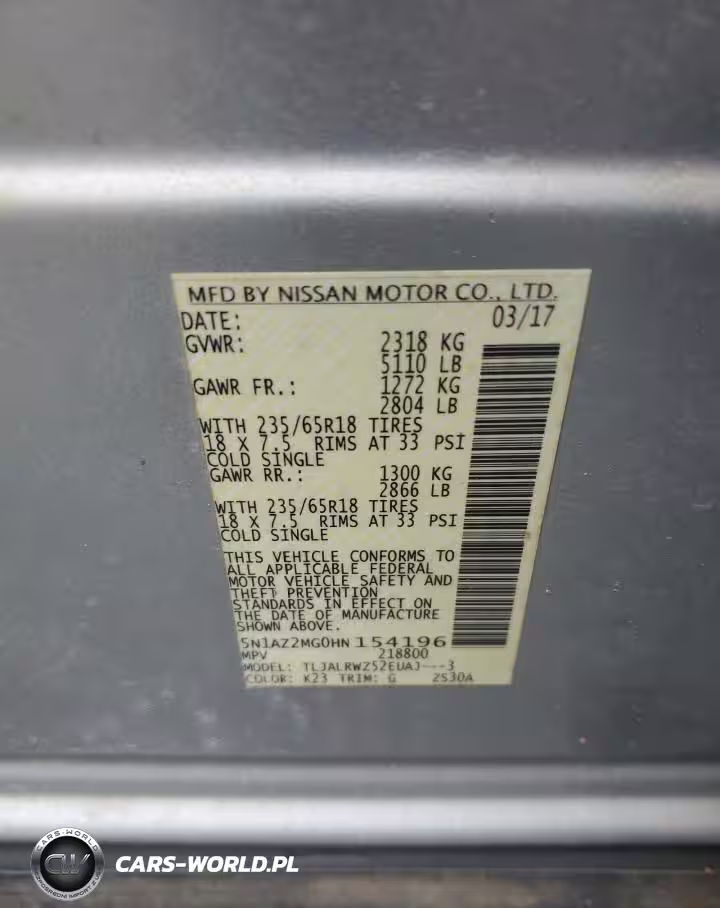 MFD BY NISSAN MOTOR CO., LTD.
DATE: 03/17
GVWR: 2318 KG
5110 LB
GAWR FR.: 1272 KG
2804 LB
WITH 235/65R18 TIRES
18 X 7.5 RIMS AT 33 PSI
COLD SINGLE
GAWR RR.: 1300 KG
2866 LB
WITH 235/65R18 TIRES
18 X 7.5 RIMS AT 33 PSI
COLD SINGLE
THIS VEHICLE CONFORMS TO
ALL APPLICABLE FEDERAL
MOTOR VEHICLE SAFETY AND
THEFT PREVENTION
STANDARDS IN EFFECT ON
THE DATE OF MANUFACTURE
SHOWN ABOVE.
5N1AZ2MG0HN154196
MPV 218800
MODEL: TLJALRWZ52EUAJ---3
COLOR: K23 TRIM: G 2S30A
CARS-WORLD
CW
CARS-WORLD.PL